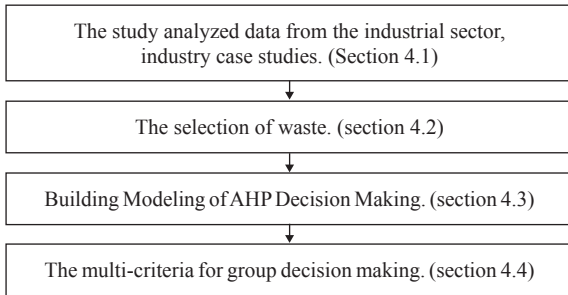 The study analyzed data from the industrial sector,
industry case studies. (Section 4.1)
The selection of waste. (section 4.2)
Building Modeling of AHP Decision Making. (section 4.3)
The multi-criteria for group decision making. (section 4.4)